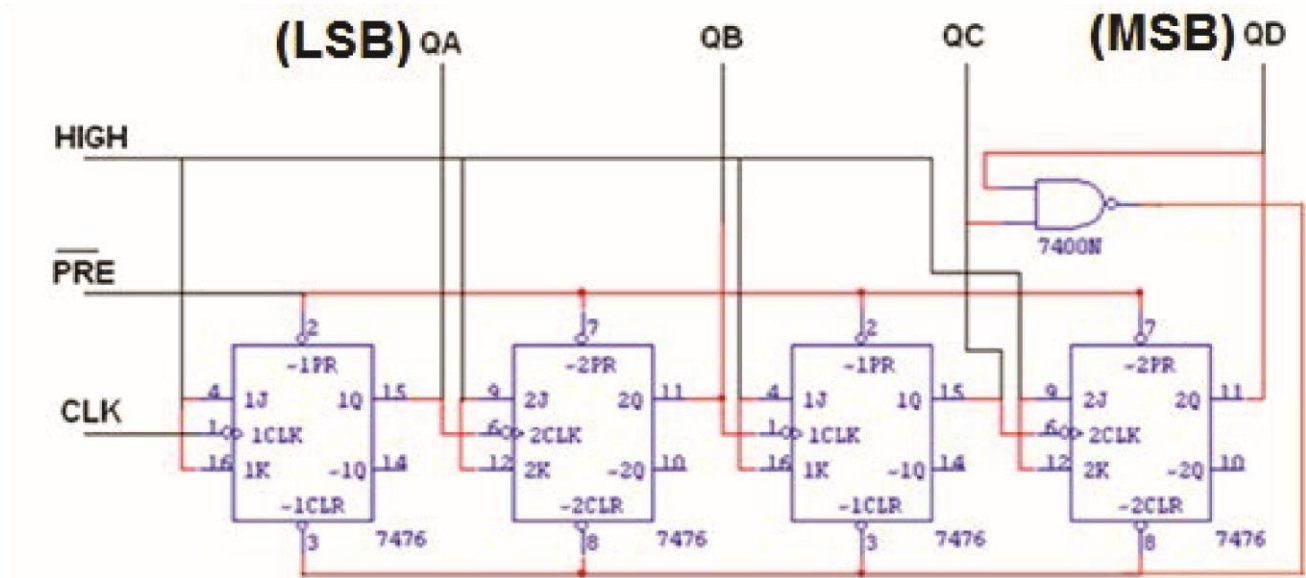 (LSB) QA QB QC (MSB) QD
HIGH
7400N
PRE
2 7 2 7
~1PR ~2PR ~1PR ~2PR
4 1J 1Q 15 9 2J 2Q 11 4 1J 1Q 15 9 2J 2Q 11
CLK 1 1CLK 6 2CLK 1 1CLK 6 2CLK
16 1K ~1Q 14 12 2K ~2Q 10 16 1K ~1Q 14 12 2K ~2Q 10
~1CLR ~2CLR ~1CLR ~2CLR
3 7476 8 7476 3 7476 8 7476